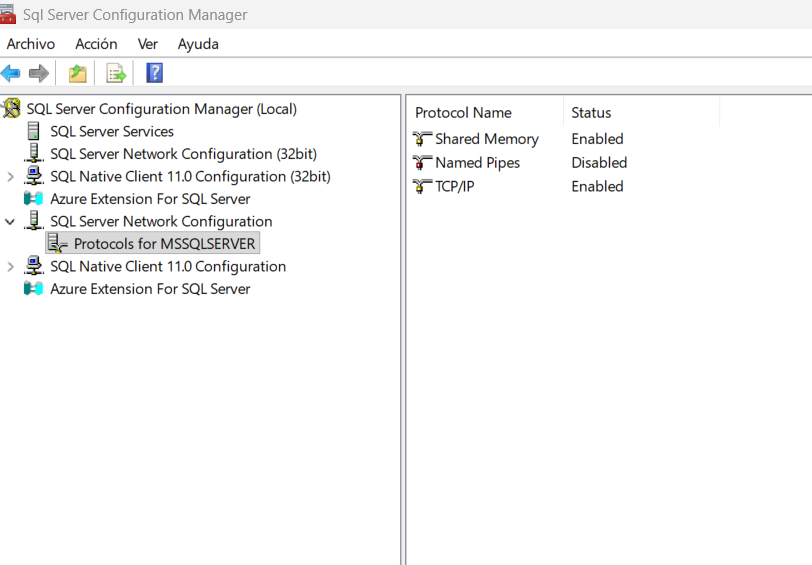 Sql Server Configuration Manager
Archivo Acción Ver Ayuda
SQL Server Configuration Manager (Local)
SQL Server Services
SQL Server Network Configuration (32bit)
SQL Native Client 11.0 Configuration (32bit)
Azure Extension For SQL Server
SQL Server Network Configuration
Protocols for MSSQLSERVER
SQL Native Client 11.0 Configuration
Azure Extension For SQL Server
Protocol Name Status
Shared Memory Enabled
Named Pipes Disabled
TCP/IP Enabled